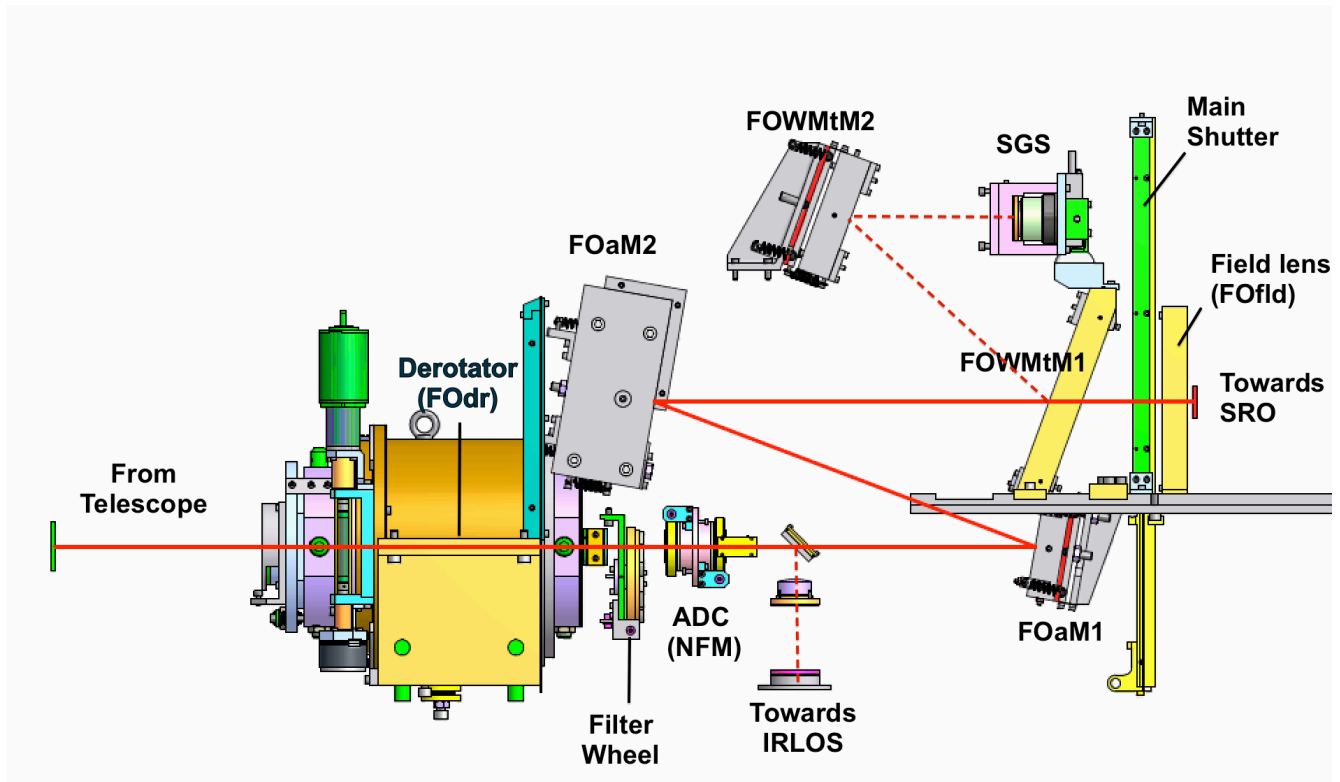 FOWMtM2
SGS
Main
Shutter
FOaM2
Field lens
(FOfld)
Derotator
(FOdr)
FOWMtM1
Towards
SRO
From
Telescope
ADC
(NFM)
FOaM1
Filter
Wheel
Towards
IRLOS